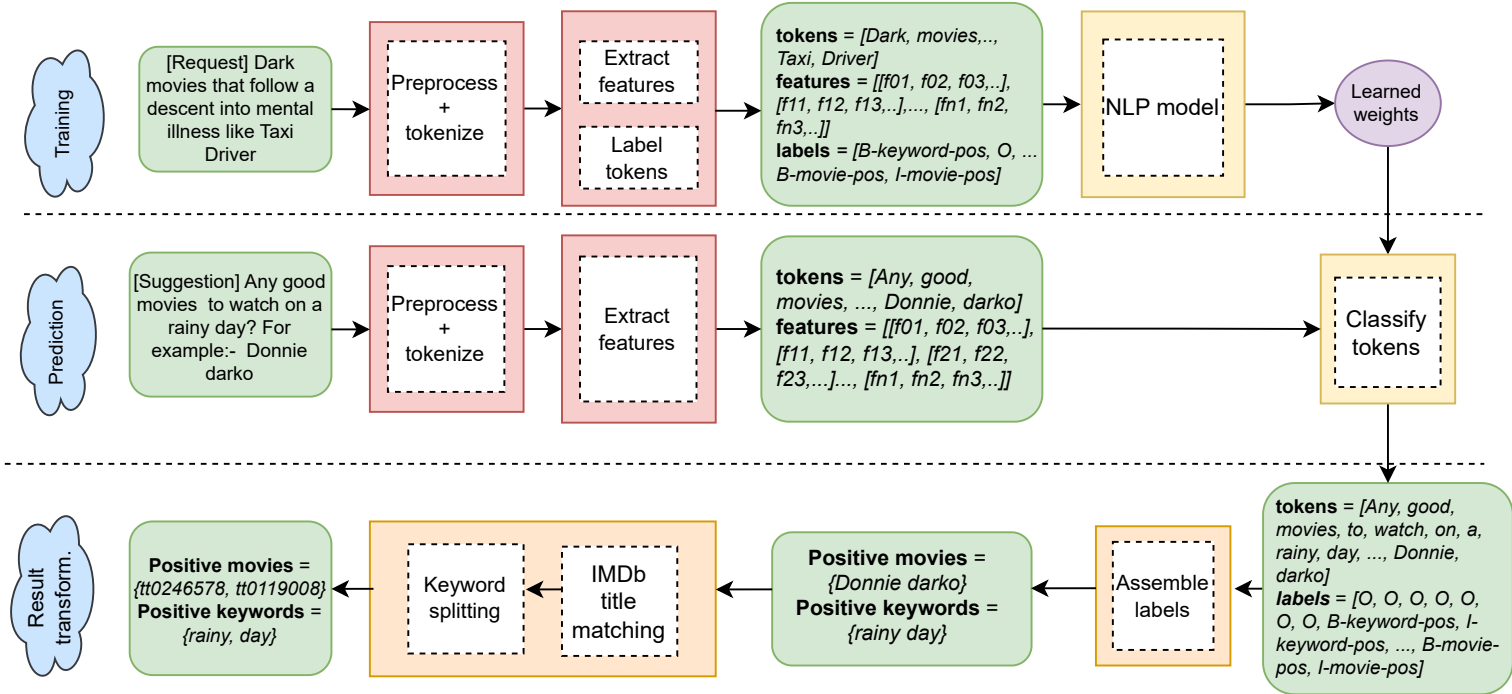 Training
[Request] Dark
movies that follow a
descent into mental
illness like Taxi
Driver
Preprocess
+
tokenize
Extract
features
Label
tokens
tokens = [Dark, movies,..,
Taxi, Driver]
features = [[f01, f02, f03,..],
[f11, f12, f13,..],...., [fn1, fn2,
fn3,..]]
labels = [B-keyword-pos, O, ...
B-movie-pos, I-movie-pos]
NLP model
Learned
weights
Prediction
[Suggestion] Any good
movies to watch on a
rainy day? For
example:- Donnie
darko
Preprocess
+
tokenize
Extract
features
tokens = [Any, good,
movies, ..., Donnie, darko]
features = [[f01, f02, f03,..],
[f11, f12, f13,..], [f21, f22,
f23,...]..., [fn1, fn2, fn3,..]]
Classify
tokens
Result
transform.
Positive movies =
{tt0246578, tt0119008}
Positive keywords =
{rainy, day}
Keyword
splitting
IMDb
title
matching
Positive movies =
{Donnie darko}
Positive keywords =
{rainy day}
Assemble
labels
tokens = [Any, good,
movies, to, watch, on, a,
rainy, day, ..., Donnie,
darko]
labels = [O, O, O, O, O,
O, O, B-keyword-pos, I-
keyword-pos, ..., B-movie-
pos, I-movie-pos]